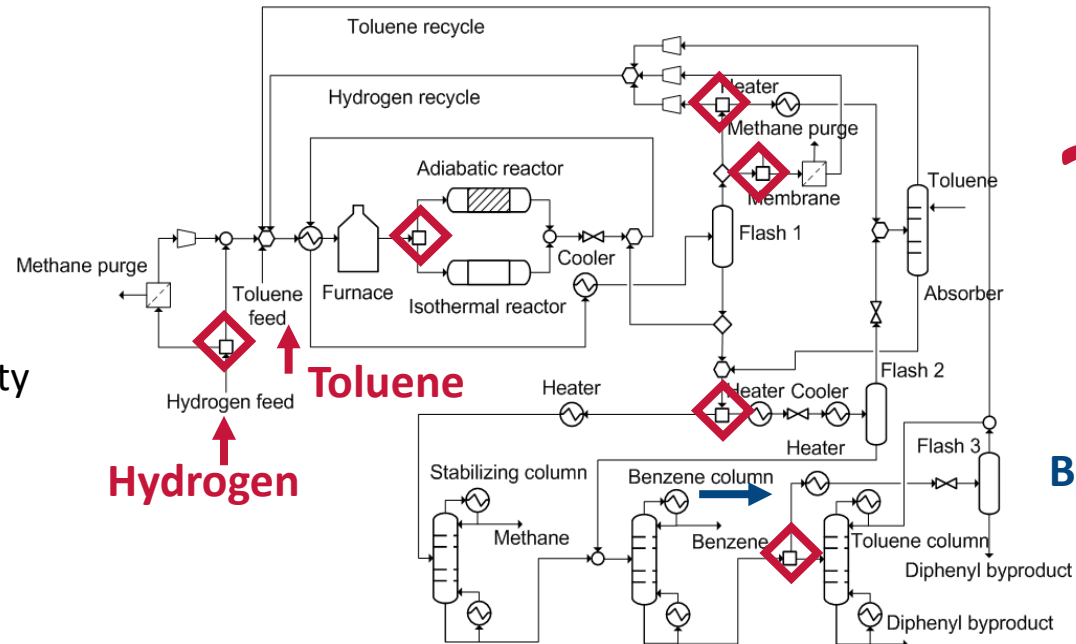 Toluene recycle
Hydrogen recycle
Heater
Methane purge
Membrane
Adiabatic reactor
Toluene
Flash 1
Cooler
Methane purge
Toluene
feed
Furnace
Isothermal reactor
Absorber
ty
Toluene
Hydrogen feed
Hydrogen
Heater
Heater
Cooler
Flash 2
Heater
Flash 3
B
Stabilizing column
Benzene column
Methane
Benzene
Toluene column
Diphenyl byproduct
Diphenyl byproduct